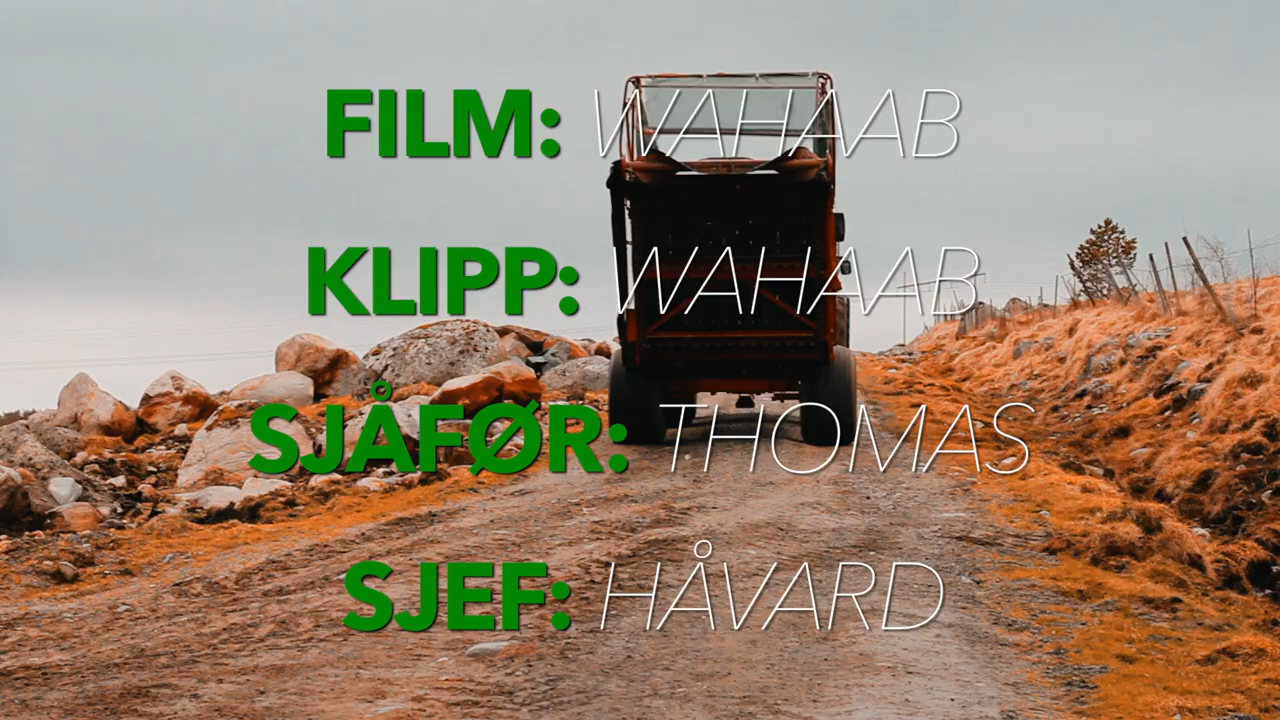 FILM: WAHAAB
KLIPP: WAHAAB
SJÅFØR: THOMAS
SJEF: HÅVARD